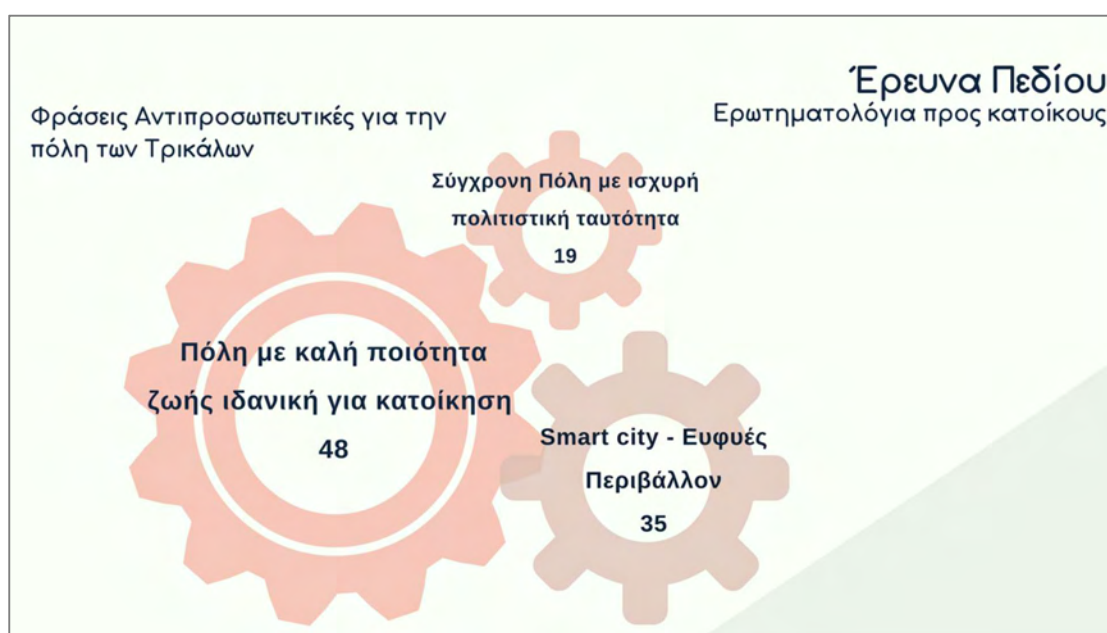 Έρευνα Πεδίου
Ερωτηματολόγια προς κατοίκους
Φράσεις Αντιπροσωπευτικές για την
πόλη των Τρικάλων
Σύγχρονη Πόλη με ισχυρή
πολιτιστική ταυτότητα
19
Πόλη με καλή ποιότητα
ζωής ιδανική για κατοίκηση
48
Smart city - Ευφυές
Περιβάλλον
35